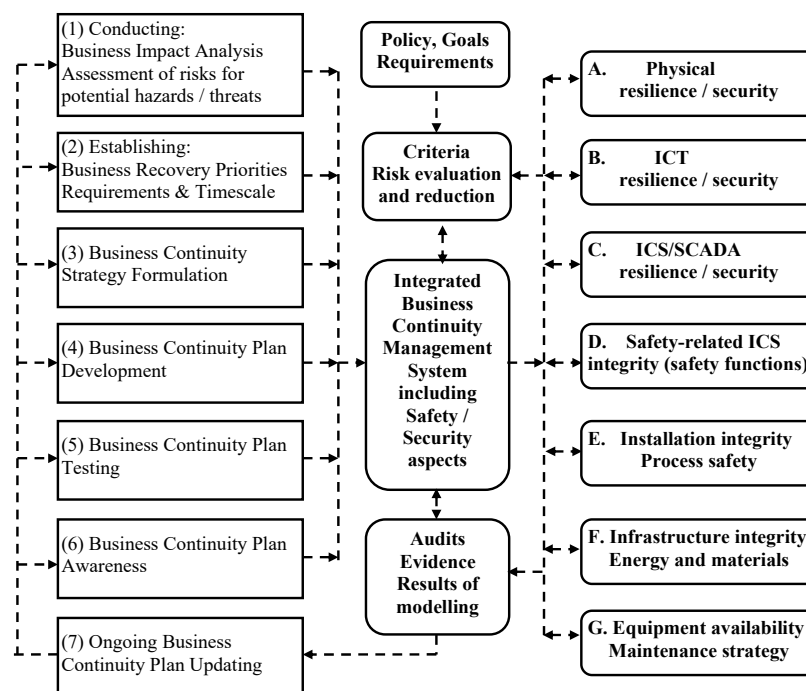 (1) Conducting:
Business Impact Analysis
Assessment of risks for
potential hazards / threats
(2) Establishing:
Business Recovery Priorities
Requirements & Timescale
(3) Business Continuity
Strategy Formulation
(4) Business Continuity Plan
Development
(5) Business Continuity Plan
Testing
(6) Business Continuity Plan
Awareness
(7) Ongoing Business
Continuity Plan Updating
Policy, Goals
Requirements
Criteria
Risk evaluation
and reduction
Integrated
Business
Continuity
Management
System
including
Safety /
Security
aspects
Audits
Evidence
Results of
modelling
A. Physical
resilience / security
B. ICT
resilience / security
C. ICS/SCADA
resilience / security
D. Safety-related ICS
integrity (safety functions)
E. Installation integrity
Process safety
F. Infrastructure integrity
Energy and materials
G. Equipment availability
Maintenance strategy